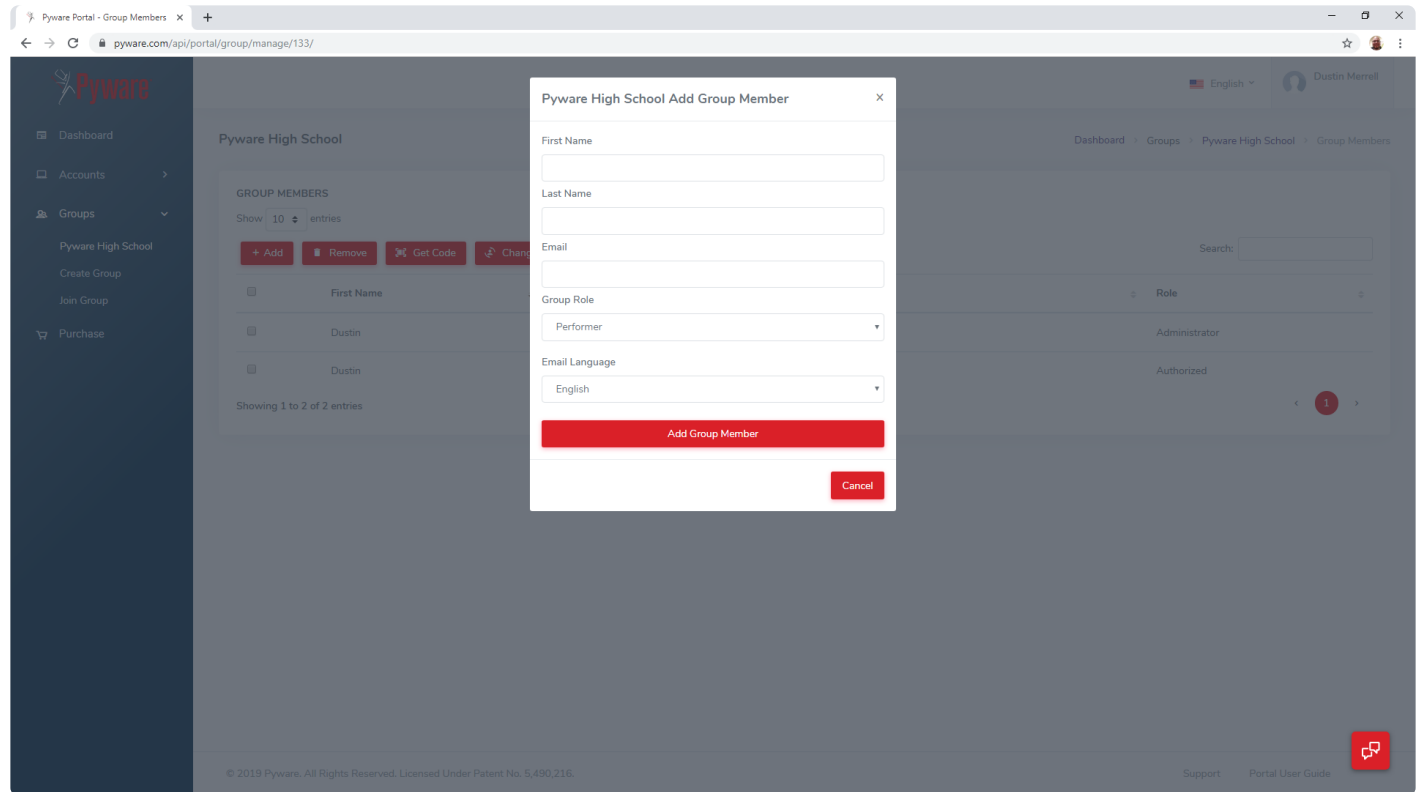 Pyware Portal - Group Members
pyware.com/api/portal/group/manage/133/
Pyware
English
Dustin Merrell
Dashboard
Accounts
Groups
Pyware High School
Create Group
Join Group
Purchase
Pyware High School
Dashboard > Groups > Pyware High School > Group Members
GROUP MEMBERS
Show 10 entries
+ Add Remove Get Code Chang
Search:
First Name Role
Dustin Administrator
Dustin Authorized
Showing 1 to 2 of 2 entries
< 1 >
Pyware High School Add Group Member ×
First Name
Last Name
Email
Group Role
Performer
Email Language
English
Add Group Member
Cancel
© 2019 Pyware. All Rights Reserved. Licensed Under Patent No. 5,490,216.
Support Portal User Guide